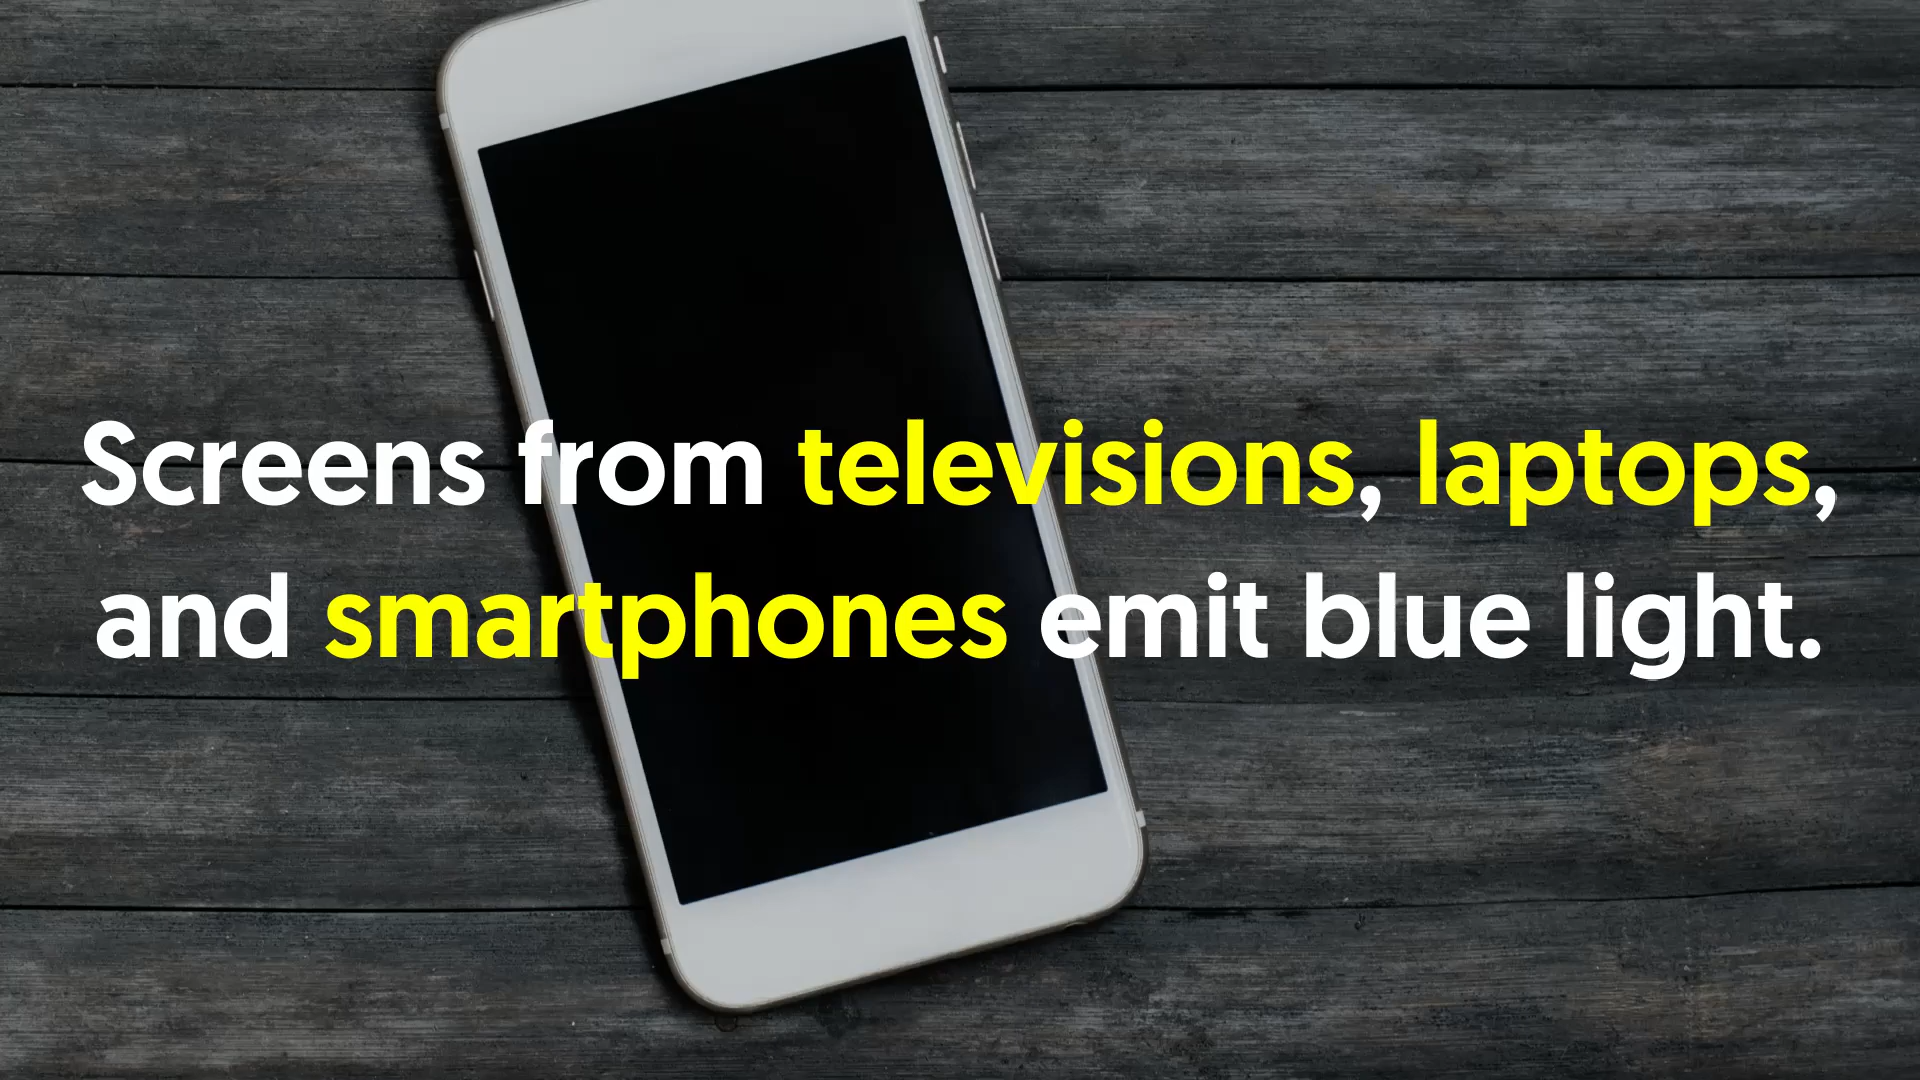 Screens from televisions, laptops,
and smartphones emit blue light.